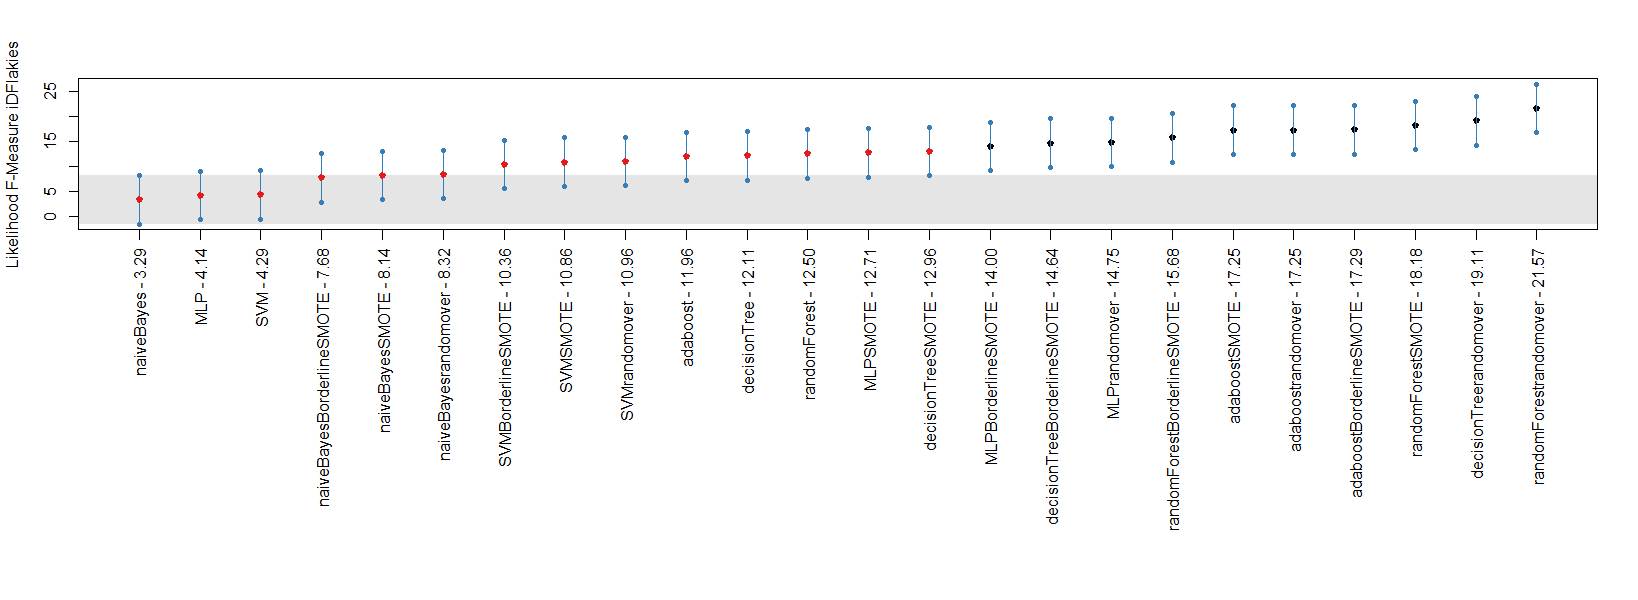 Likelihood F-Measure iDFlakies
25
15
5
0
naiveBayes - 3.29
MLP - 4.14
SVM - 4.29
naiveBayesBorderlineSMOTE - 7.68
naiveBayesSMOTE - 8.14
naiveBayesrandomover - 8.32
SVMBorderlineSMOTE - 10.36
SVMSMOTE - 10.86
SVMrandomover - 10.96
adaboost - 11.96
decisionTree - 12.11
randomForest - 12.50
MLPSMOTE - 12.71
decisionTreeSMOTE - 12.96
MLPBorderlineSMOTE - 14.00
decisionTreeBorderlineSMOTE - 14.64
MLPrandomover - 14.75
randomForestBorderlineSMOTE - 15.68
adaboostSMOTE - 17.25
adaboostrandomover - 17.25
adaboostBorderlineSMOTE - 17.29
randomForestSMOTE - 18.18
decisionTreerandomover - 19.11
randomForestrandomover - 21.57